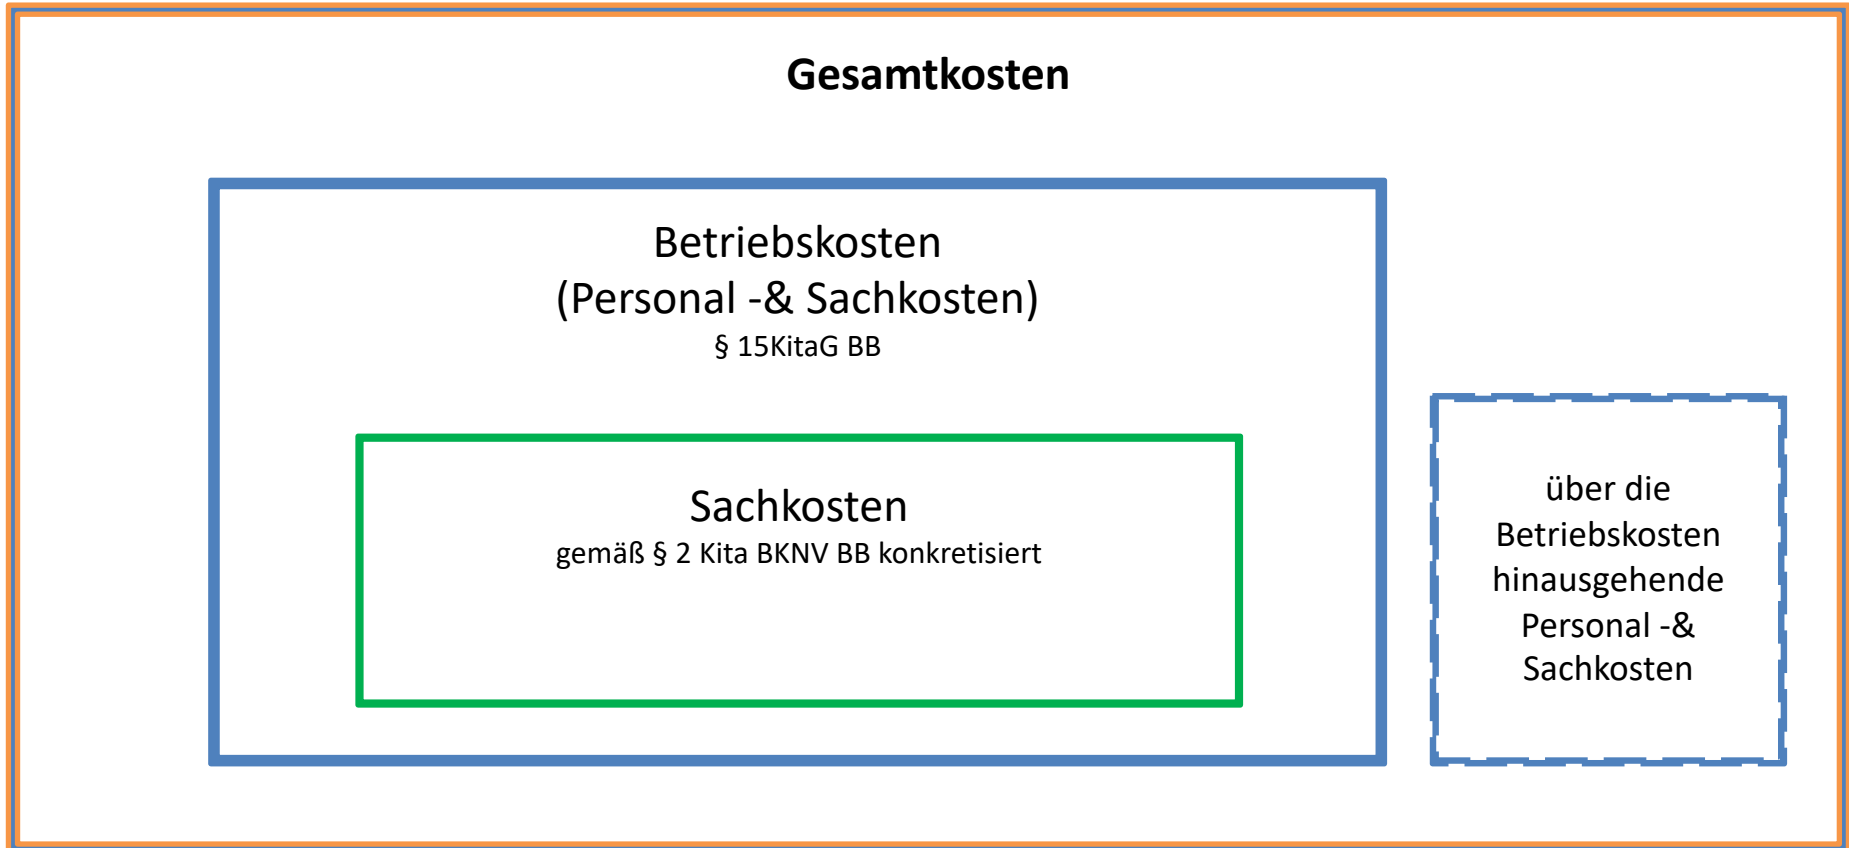 Gesamtkosten
Betriebskosten
(Personal -& Sachkosten)
§ 15KitaG BB
Sachkosten
gemäß § 2 Kita BKNV BB konkretisiert
über die
Betriebskosten
hinausgehende
Personal -&
Sachkosten